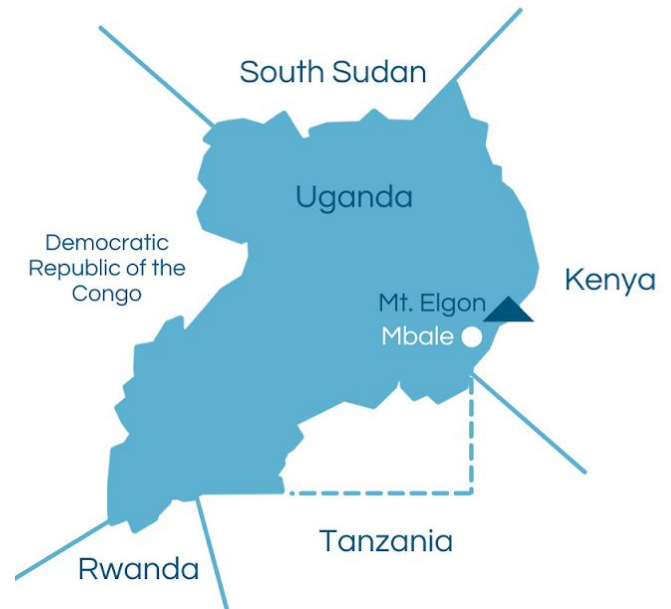 South Sudan
Uganda
Democratic
Republic of the
Congo
Kenya
Mt. Elgon
Mbale
Tanzania
Rwanda